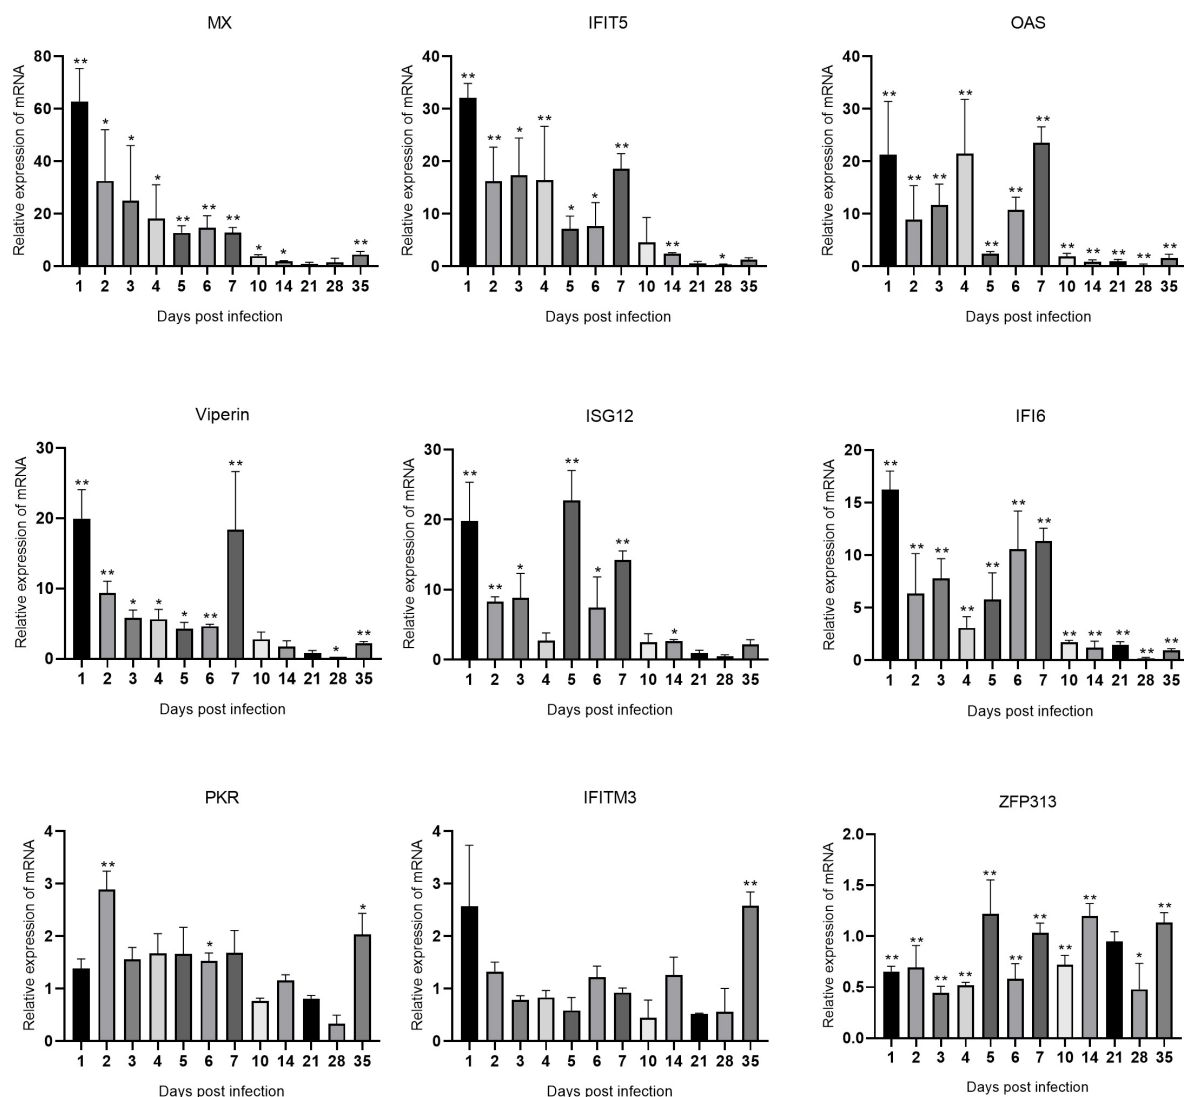 MX
IFIT5
OAS
Relative expression of mRNA
80
60
40
20
0
** * * * ** ** ** * * **
1 2 3 4 5 6 7 10 14 21 28 35
Days post infection
Relative expression of mRNA
40
30
20
10
0
** ** * ** * * ** ** *
1 2 3 4 5 6 7 10 14 21 28 35
Days post infection
Relative expression of mRNA
40
30
20
10
0
** ** ** ** ** ** ** ** ** ** ** **
1 2 3 4 5 6 7 10 14 21 28 35
Days post infection
Viperin
ISG12
IFI6
Relative expression of mRNA
30
20
10
0
** ** * * * ** ** * **
1 2 3 4 5 6 7 10 14 21 28 35
Days post infection
Relative expression of mRNA
30
20
10
0
** ** * ** * ** *
1 2 3 4 5 6 7 10 14 21 28 35
Days post infection
Relative expression of mRNA
20
15
10
5
0
** ** ** ** ** ** ** ** ** ** ** **
1 2 3 4 5 6 7 10 14 21 28 35
Days post infection
PKR
IFITM3
ZFP313
Relative expression of mRNA
4
3
2
1
0
** * *
1 2 3 4 5 6 7 10 14 21 28 35
Days post infection
Relative expression of mRNA
4
3
2
1
0
**
1 2 3 4 5 6 7 10 14 21 28 35
Days post infection
Relative expression of mRNA
2.0
1.5
1.0
0.5
0.0
** ** ** ** ** ** ** ** ** * **
1 2 3 4 5 6 7 10 14 21 28 35
Days post infection